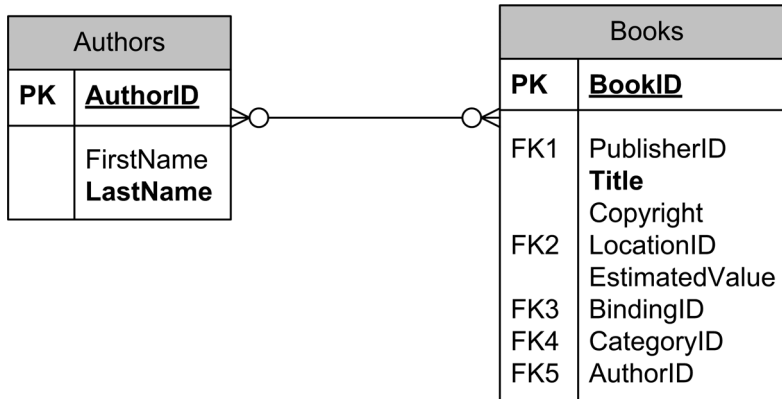 Authors
PK AuthorID
FirstName
LastName
Books
PK BookID
FK1 PublisherID
Title
Copyright
FK2 LocationID
EstimatedValue
FK3 BindingID
FK4 CategoryID
FK5 AuthorID